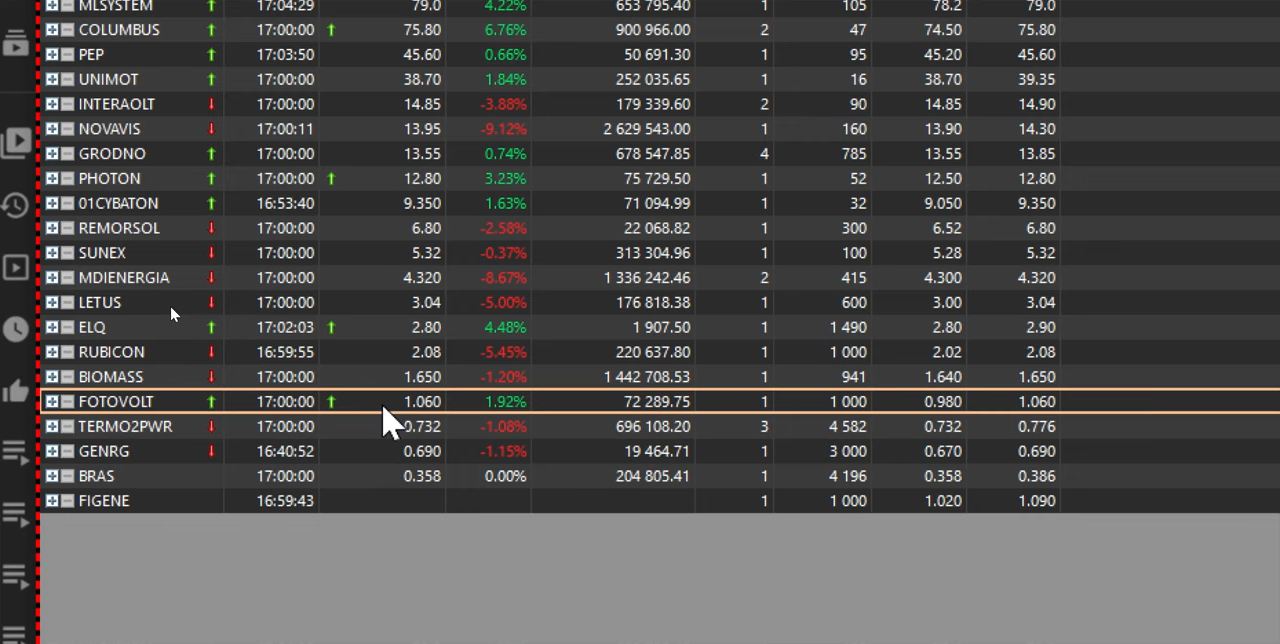 MLSYSTEM 17:04:29 79.0 4.22% 653 795.40 1 105 78.2 79.0
COLUMBUS 17:00:00 75.80 6.76% 900 966.00 2 47 74.50 75.80
PEP 17:03:50 45.60 0.66% 50 691.30 1 95 45.20 45.60
UNIMOT 17:00:00 38.70 1.84% 252 035.65 1 16 38.70 39.35
INTERAOLT 17:00:00 14.85 -3.88% 179 339.60 2 90 14.85 14.90
NOVAVIS 17:00:11 13.95 -9.12% 2 629 543.00 1 160 13.90 14.30
GRODNO 17:00:00 13.55 0.74% 678 547.85 4 785 13.55 13.85
PHOTON 17:00:00 12.80 3.23% 75 729.50 1 52 12.50 12.80
01CYBATON 16:53:40 9.350 1.63% 71 094.99 1 32 9.050 9.350
REMORSOL 17:00:00 6.80 -2.58% 22 068.82 1 300 6.52 6.80
SUNEX 17:00:00 5.32 -0.37% 313 304.96 1 100 5.28 5.32
MDIENERGIA 17:00:00 4.320 -8.67% 1 336 242.46 2 415 4.300 4.320
LETUS 17:00:00 3.04 -5.00% 176 818.38 1 600 3.00 3.04
ELQ 17:02:03 2.80 4.48% 1 907.50 1 1 490 2.80 2.90
RUBICON 16:59:55 2.08 -5.45% 220 637.80 1 1 000 2.02 2.08
BIOMASS 17:00:00 1.650 -1.20% 1 442 708.53 1 941 1.640 1.650
FOTOVOLT 17:00:00 1.060 1.92% 72 289.75 1 1 000 0.980 1.060
TERMO2PWR 17:00:00 0.732 -1.08% 696 108.20 3 4 582 0.732 0.776
GENRG 16:40:52 0.690 -1.15% 19 464.71 1 3 000 0.670 0.690
BRAS 17:00:00 0.358 0.00% 204 805.41 1 4 196 0.358 0.386
FIGENE 16:59:43 1 1 000 1.020 1.090